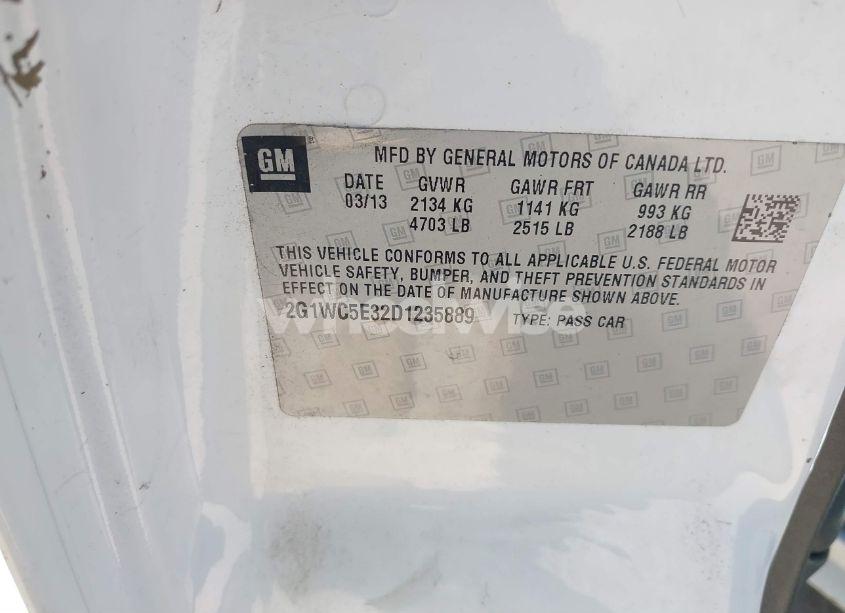 GM
MFD BY GENERAL MOTORS OF CANADA LTD.
DATE GVWR GAWR FRT GAWR RR
03/13 2134 KG 1141 KG 993 KG
4703 LB 2515 LB 2188 LB
THIS VEHICLE CONFORMS TO ALL APPLICABLE U.S. FEDERAL MOTOR
VEHICLE SAFETY, BUMPER, AND THEFT PREVENTION STANDARDS IN
EFFECT ON THE DATE OF MANUFACTURE SHOWN ABOVE.
2G1WC5E32D1235889 TYPE: PASS CAR
wheelwise